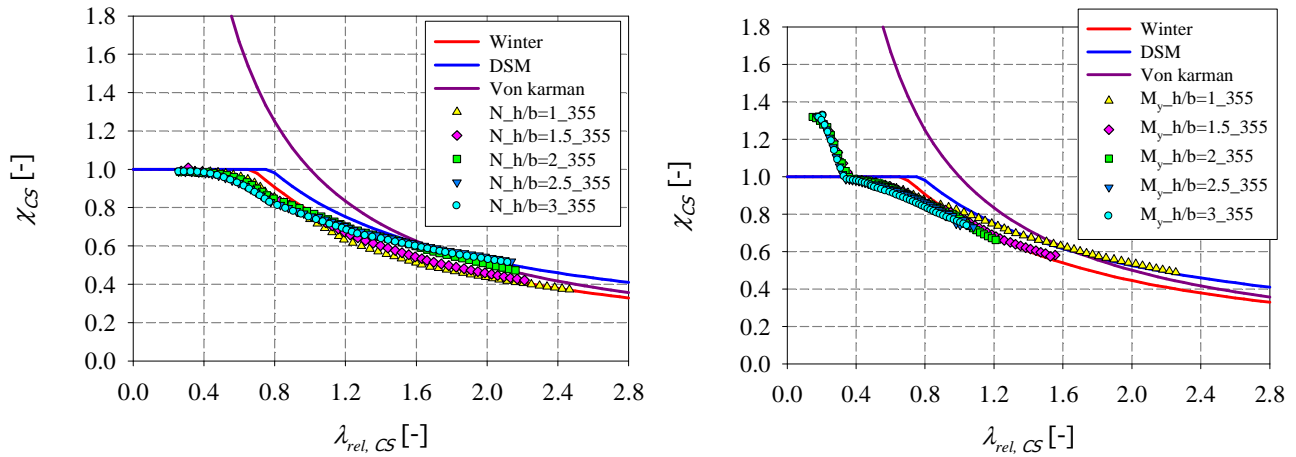 1.8
1.6
1.4
1.2
1.0
0.8
0.6
0.4
0.2
0.0
χCS [-]
0.0 0.4 0.8 1.2 1.6 2.0 2.4 2.8
λrel, CS [-]
Winter
DSM
Von karman
N_h/b=1_355
N_h/b=1.5_355
N_h/b=2_355
N_h/b=2.5_355
N_h/b=3_355
1.8
1.6
1.4
1.2
1.0
0.8
0.6
0.4
0.2
0.0
χCS [-]
0.0 0.4 0.8 1.2 1.6 2.0 2.4 2.8
λrel, CS [-]
Winter
DSM
Von karman
My_h/b=1_355
My_h/b=1.5_355
My_h/b=2_355
My_h/b=2.5_355
My_h/b=3_355